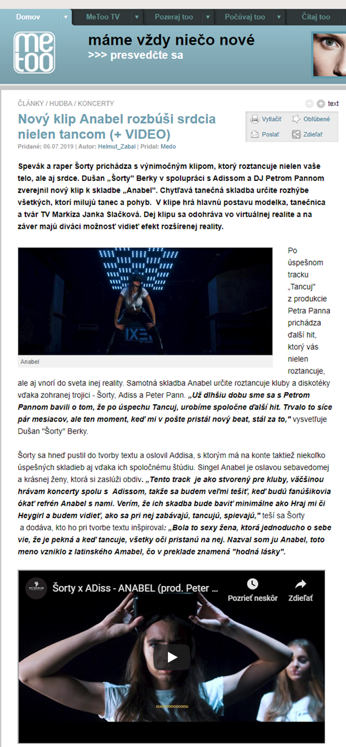 Domov
MeToo TV
Pozeraj too
Počúvaj too
Čítaj too
me
too
máme vždy niečo nové
>>> presvedčte sa
ČLÁNKY / HUDBA / KONCERTY
text
Nový klip Anabel rozbúši srdcia
nielen tancom (+ VIDEO)
Vytlačiť
Obľúbené
Poslať
Zdieľať
Pridané: 06.07.2019 | Autor: Helmut_Zabal | Pridal: Medo
Spevák a raper Šorty prichádza s výnimočným klipom, ktorý roztancuje nielen vaše
telo, ale aj srdce. Dušan „Šorty" Berky v spolupráci s Adissom a DJ Petrom Pannom
zverejnil nový klip k skladbe „Anabel". Chytľavá tanečná skladba určite rozhýbe
všetkých, ktorí milujú tanec a pohyb. V klipe hrá hlavnú postavu modelka, tanečnica
a tvár TV Markíza Janka Slačková. Dej klipu sa odohráva vo virtuálnej realite a na
záver majú diváci možnosť vidieť efekt rozšírenej reality.
Anabel
Po
úspešnom
tracku
„Tancuj"
z produkcie
Petra Panna
prichádza
ďalší hit,
ktorý vás
nielen
roztancuje,
ale aj vnorí do sveta inej reality. Samotná skladba Anabel určite roztancuje kluby a diskotéky
vďaka zohranej trojici - Šorty, Adiss a Peter Pann. „Už dlhšiu dobu sme sa s Petrom
Pannom bavili o tom, že po úspechu Tancuj, urobíme spoločne ďalší hit. Trvalo to síce
pár mesiacov, ale ten moment, keď mi v pošte pristál nový beat, stál za to," vysvetľuje
Dušan "Šorty" Berky.
Šorty sa hneď pustil do tvorby textu a oslovil Addisa, s ktorým má na konte taktiež niekoľko
úspešných skladieb aj vďaka ich spoločnému štúdiu. Singel Anabel je oslavou sebavedomej
a krásnej ženy, ktorá si zaslúži obdiv. „Tento track je ako stvorený pre kluby, väčšinou
hrávam koncerty spolu s Adissom, takže sa budem veľmi tešiť, keď budú fanúšikovia
ôkať refrén Anabel s nami. Verím, že ich skadba bude baviť minimálne ako Hraj mi či
Heygirl a budem vidieť, ako sa pri nej zabávajú, tancujú, spievajú," teší sa Šorty
a dodáva, kto ho pri tvorbe textu inšpiroval: „Bola to sexy žena, ktorá jednoducho o sebe
vie, že je pekná a keď tancuje, všetky oči pristanú na nej. Nazval som ju Anabel, toto
meno vzniklo z latinského Amabel, čo v preklade znamená "hodná lásky".
Šorty x ADiss - ANABEL (prod. Peter ...
Pozrieť neskôr
Zdieľať